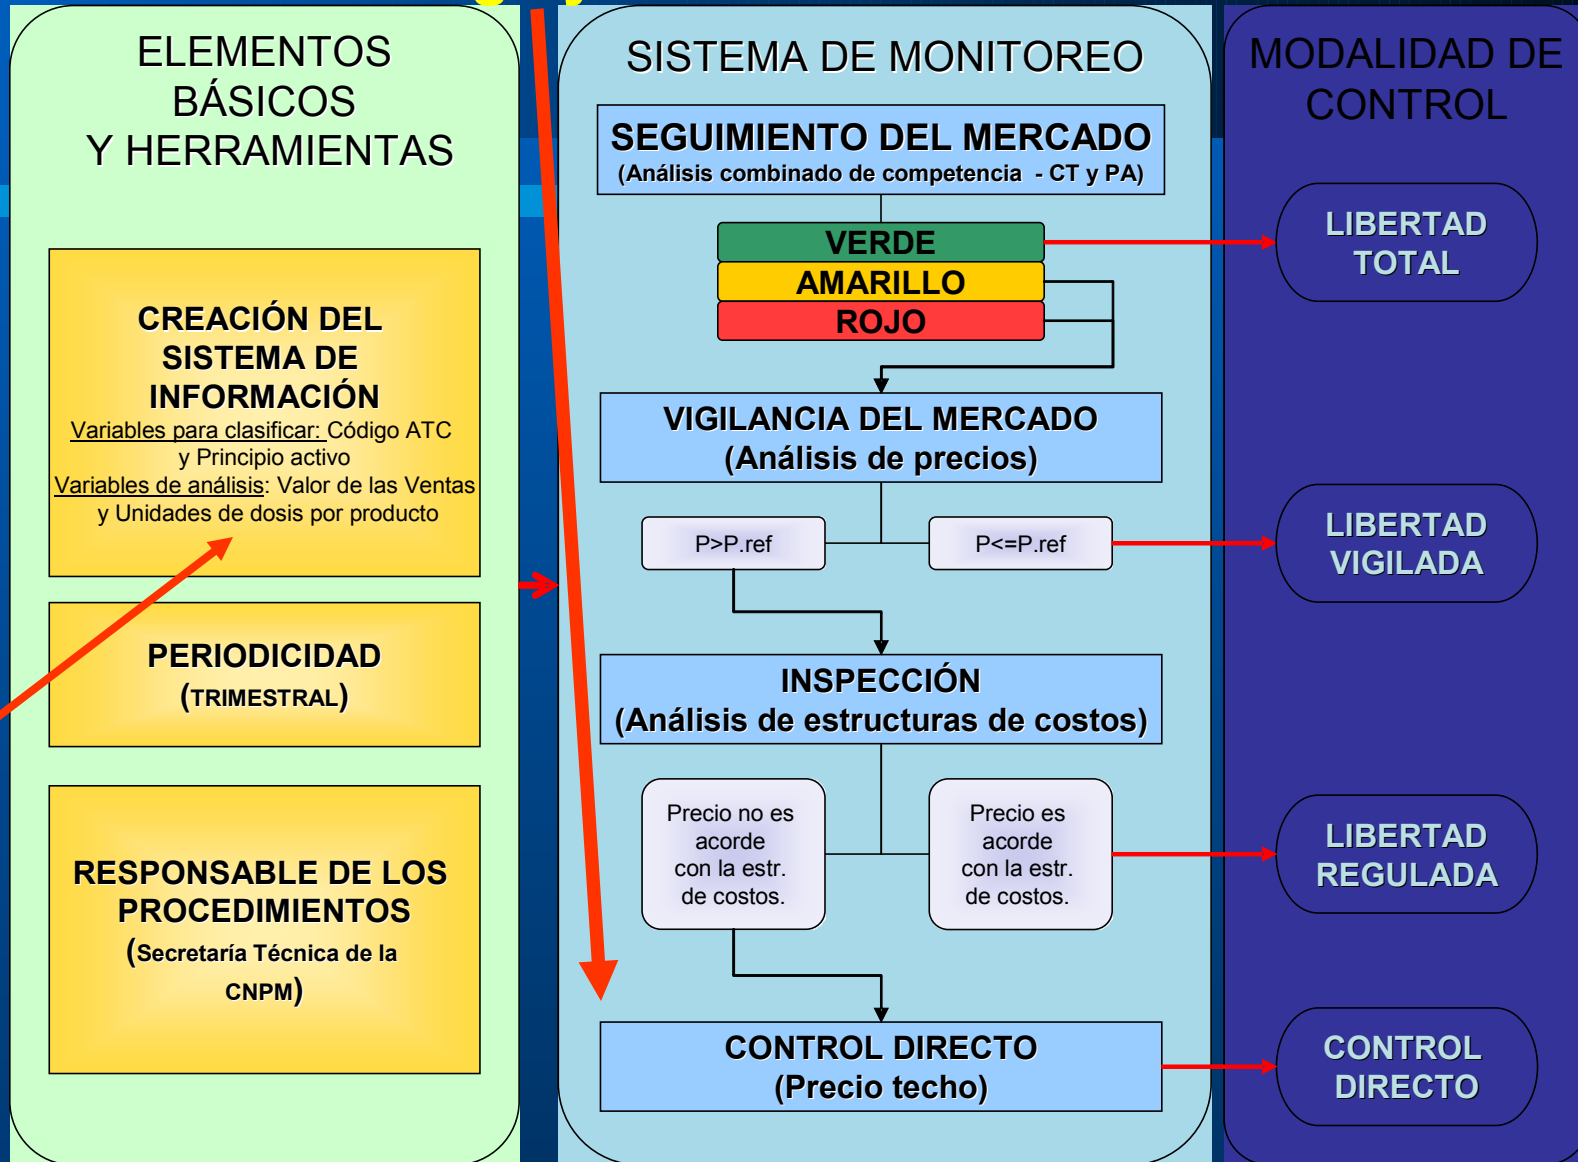 ELEMENTOS
BÁSICOS
Y HERRAMIENTAS
CREACIÓN DEL
SISTEMA DE
INFORMACIÓN
Variables para clasificar: Código ATC
y Principio activo
Variables de análisis: Valor de las Ventas
y Unidades de dosis por producto
PERIODICIDAD
(TRIMESTRAL)
RESPONSABLE DE LOS
PROCEDIMIENTOS
(Secretaría Técnica de la
CNPM)
SISTEMA DE MONITOREO
SEGUIMIENTO DEL MERCADO
(Análisis combinado de competencia - CT y PA)
VERDE
AMARILLO
ROJO
VIGILANCIA DEL MERCADO
(Análisis de precios)
P>P.ref
P<=P.ref
INSPECCIÓN
(Análisis de estructuras de costos)
Precio no es
acorde
con la estr.
de costos.
Precio es
acorde
con la estr.
de costos.
CONTROL DIRECTO
(Precio techo)
MODALIDAD DE
CONTROL
LIBERTAD
TOTAL
LIBERTAD
VIGILADA
LIBERTAD
REGULADA
CONTROL
DIRECTO